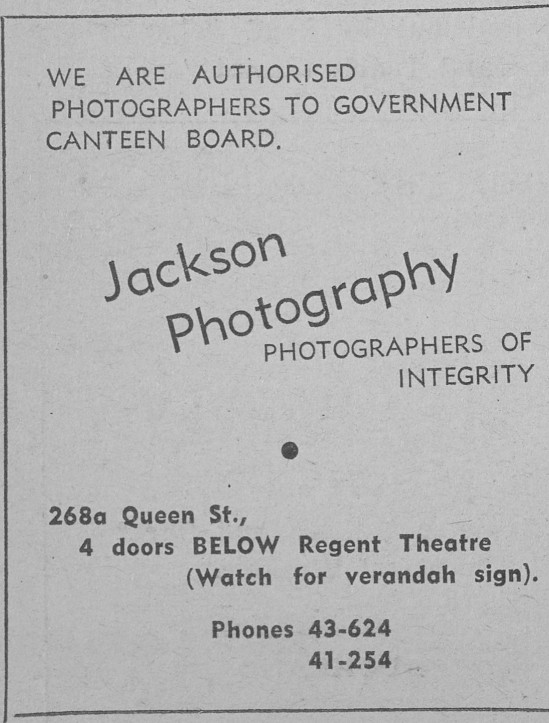 WE ARE AUTHORISED
PHOTOGRAPHERS TO GOVERNMENT
CANTEEN BOARD.
Jackson
Photography
PHOTOGRAPHERS OF
INTEGRITY
268a Queen St.,
4 doors BELOW Regent Theatre
(Watch for verandah sign).
Phones 43-624
41-254